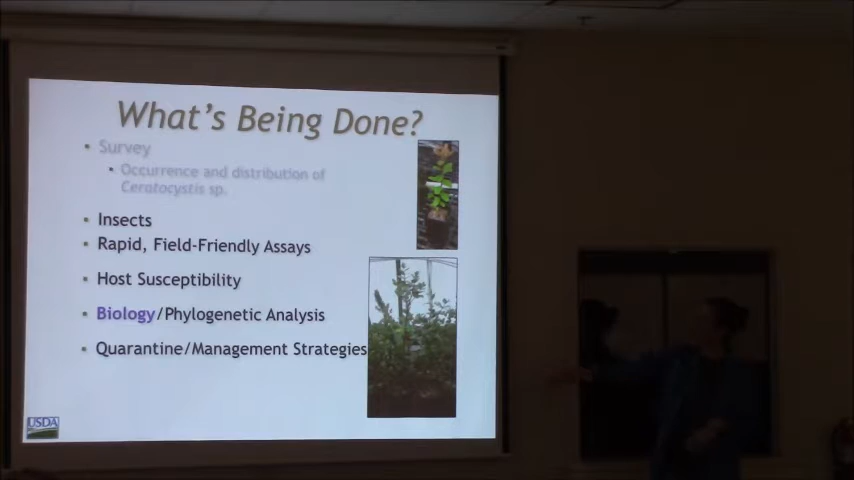 What's Being Done?
Survey
Occurrence and distribution of
Ceratocystis sp.
Insects
Rapid, Field-Friendly Assays
Host Susceptibility
Biology/Phylogenetic Analysis
Quarantine/Management Strategies
USDA